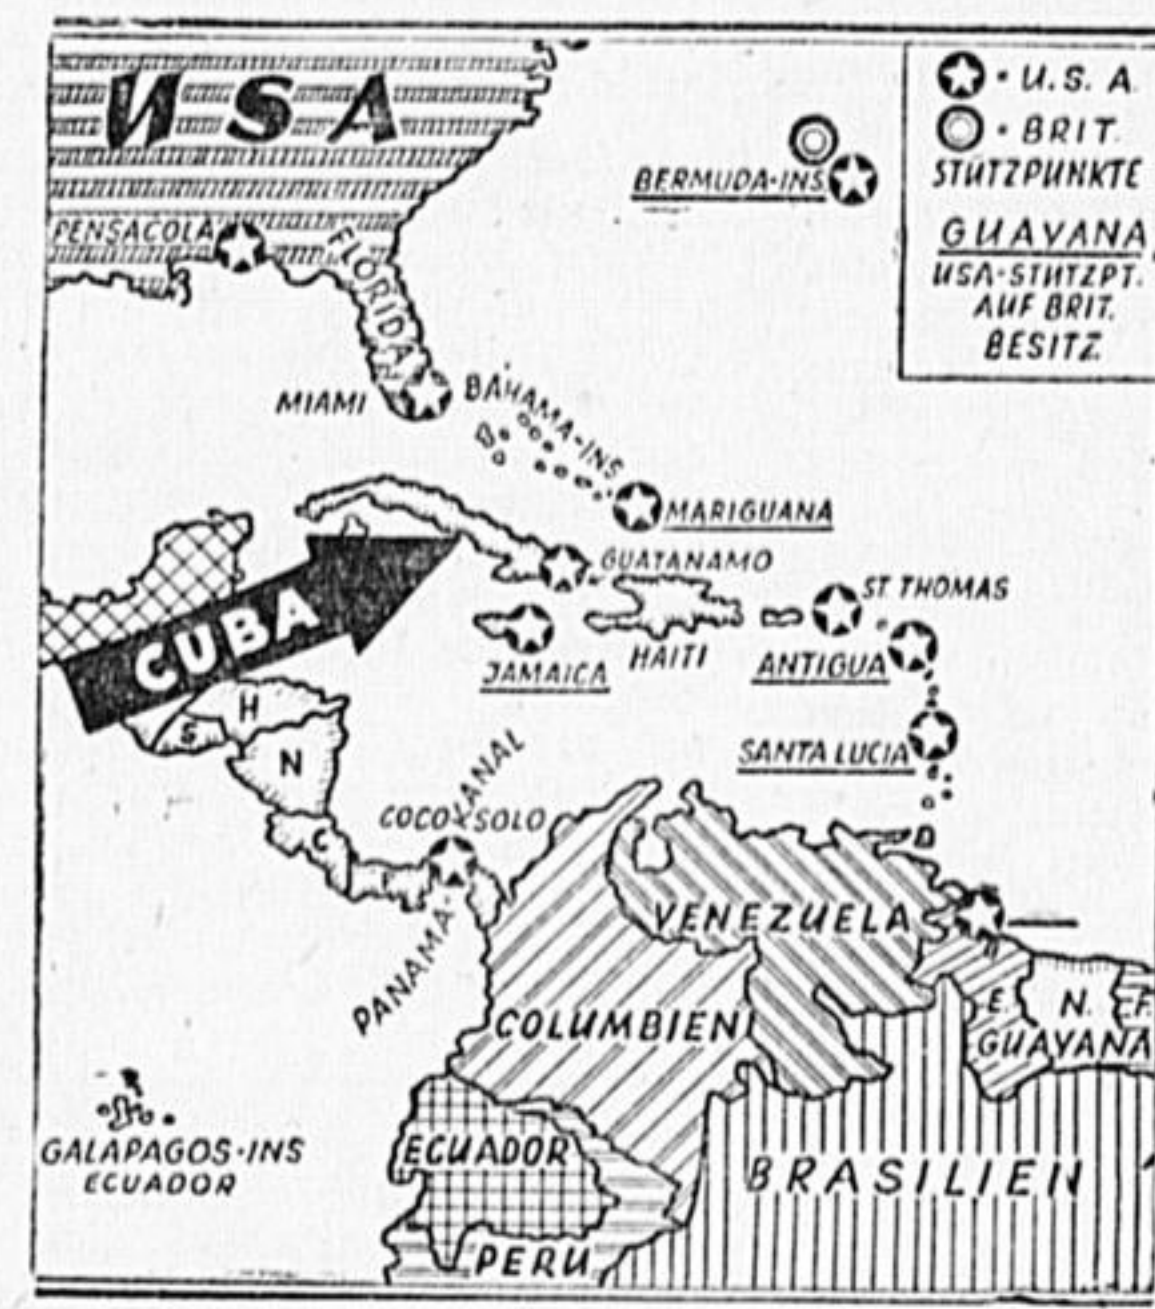 USA
• U.S.A.
• BRIT.
STÜTZPUNKTE
GUAYANA
USA-STÜTZPT.
AUF BRIT.
BESITZ.
BERMUDA-INS.
PENSACOLA
FLORIDA
MIAMI
BAHAMA-INS
MARIGUANA
GUATANAMO
CUBA
ST. THOMAS
JAMAICA
HAITI
ANTIGUA
H
S
N
SANTA LUCIA
C
COCO SOLO
PANAMA-KANAL
VENEZUELA
COLUMBIEN
E. N. F.
GUAYANA
GALAPAGOS-INS
ECUADOR
ECUADOR
BRASILIEN
PERU